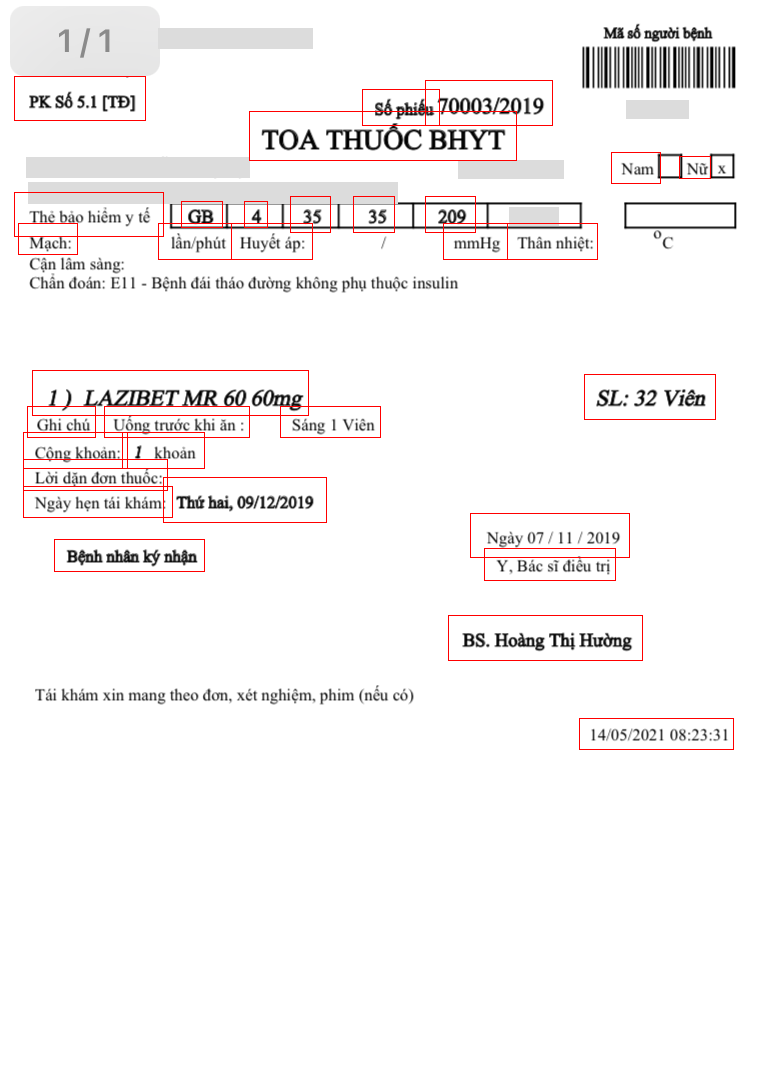 1/1
Mã số người bệnh
PK Số 5.1 [TĐ]
Số phiếu 70003/2019
TOA THUỐC BHYT
Nam Nữ x
Thẻ bảo hiểm y tế GB 4 35 35 209
Mạch: lần/phút Huyết áp: / mmHg Thân nhiệt: °C
Cận lâm sàng:
Chẩn đoán: E11 - Bệnh đái tháo đường không phụ thuộc insulin
1 ) LAZIBET MR 60 60mg SL: 32 Viên
Ghi chú Uống trước khi ăn : Sáng 1 Viên
Cộng khoản: 1 khoản
Lời dặn đơn thuốc:
Ngày hẹn tái khám: Thứ hai, 09/12/2019
Ngày 07 / 11 / 2019
Bệnh nhân ký nhận
Y, Bác sĩ điều trị
BS. Hoàng Thị Hường
Tái khám xin mang theo đơn, xét nghiệm, phim (nếu có)
14/05/2021 08:23:31